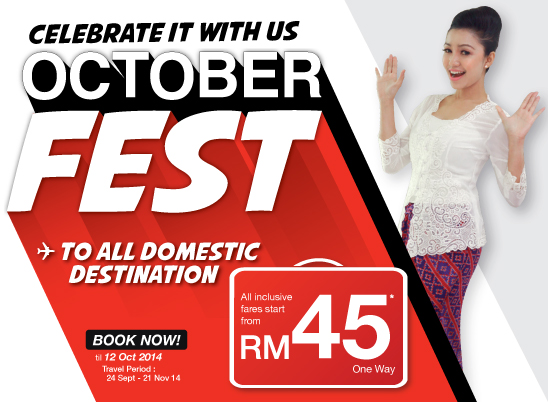 CELEBRATE IT WITH US
OCTOBER
FEST
TO ALL DOMESTIC
DESTINATION
All inclusive
fares start
from
RM45*
One Way
BOOK NOW!
til 12 Oct 2014
Travel Period :
24 Sept - 21 Nov 14